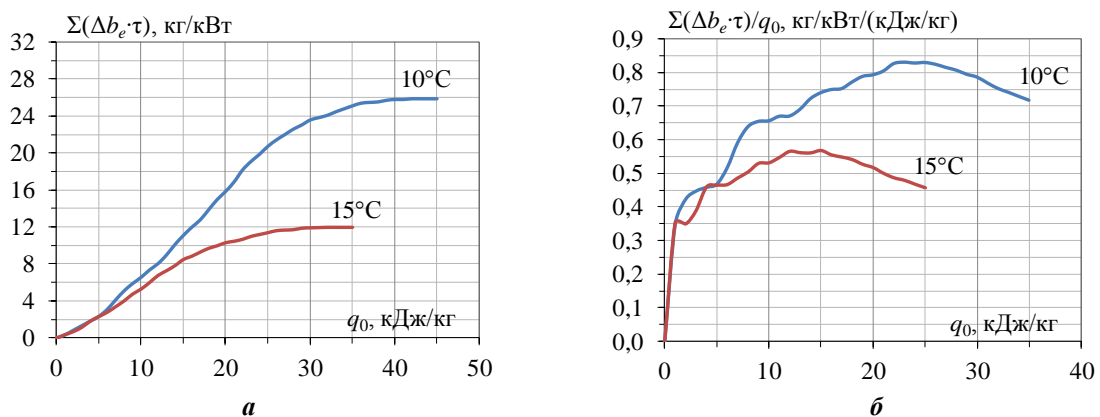 Σ(Δbₑ·τ), кг/кВт
32
28
24
20
16
12
8
4
0
10°C
15°C
q₀, кДж/кг
0 10 20 30 40 50
а
Σ(Δbₑ·τ)/q₀, кг/кВт/(кДж/кг)
0,9
0,8
0,7
0,6
0,5
0,4
0,3
0,2
0,1
0,0
10°C
15°C
q₀, кДж/кг
0 10 20 30 40
б